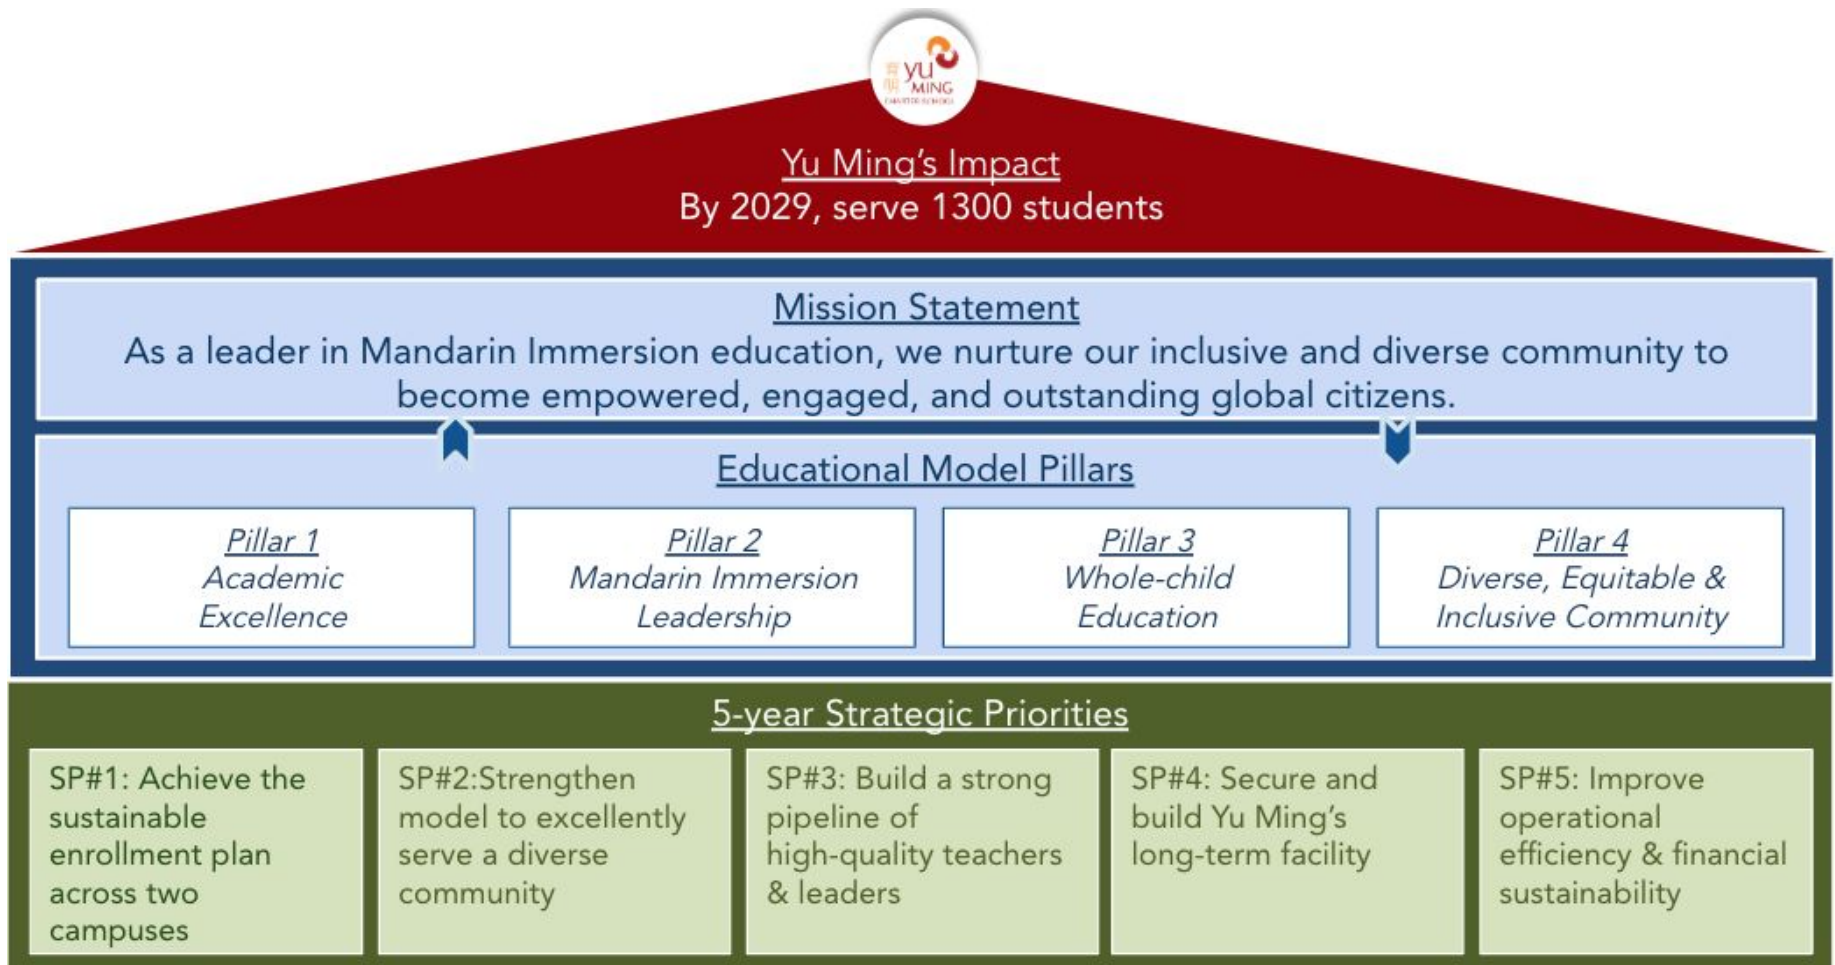 yu
MING
CHARTER SCHOOL
Yu Ming's Impact
By 2029, serve 1300 students
Mission Statement
As a leader in Mandarin Immersion education, we nurture our inclusive and diverse community to
become empowered, engaged, and outstanding global citizens.
Educational Model Pillars
Pillar 1
Academic
Excellence
Pillar 2
Mandarin Immersion
Leadership
Pillar 3
Whole-child
Education
Pillar 4
Diverse, Equitable &
Inclusive Community
5-year Strategic Priorities
SP#1: Achieve the
sustainable
enrollment plan
across two
campuses
SP#2:Strengthen
model to excellently
serve a diverse
community
SP#3: Build a strong
pipeline of
high-quality teachers
& leaders
SP#4: Secure and
build Yu Ming's
long-term facility
SP#5: Improve
operational
efficiency & financial
sustainability